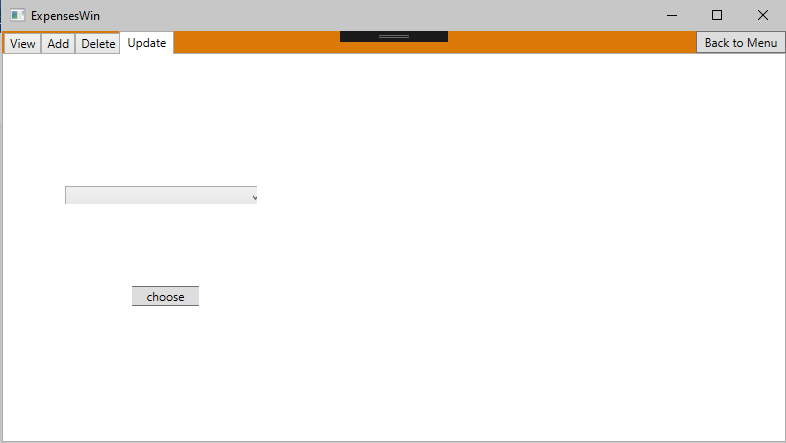 ExpensesWin
View Add Delete Update Back to Menu
choose